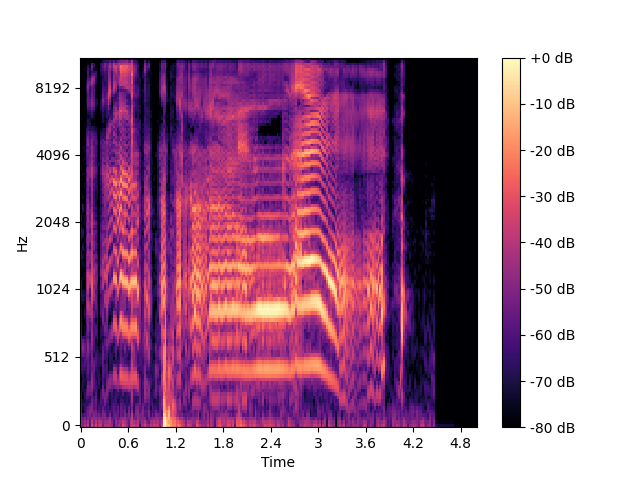 +0 dB
8192
-10 dB
4096
-20 dB
-30 dB
2048
Hz
-40 dB
1024
-50 dB
-60 dB
512
-70 dB
0
-80 dB
0 0.6 1.2 1.8 2.4 3 3.6 4.2 4.8
Time